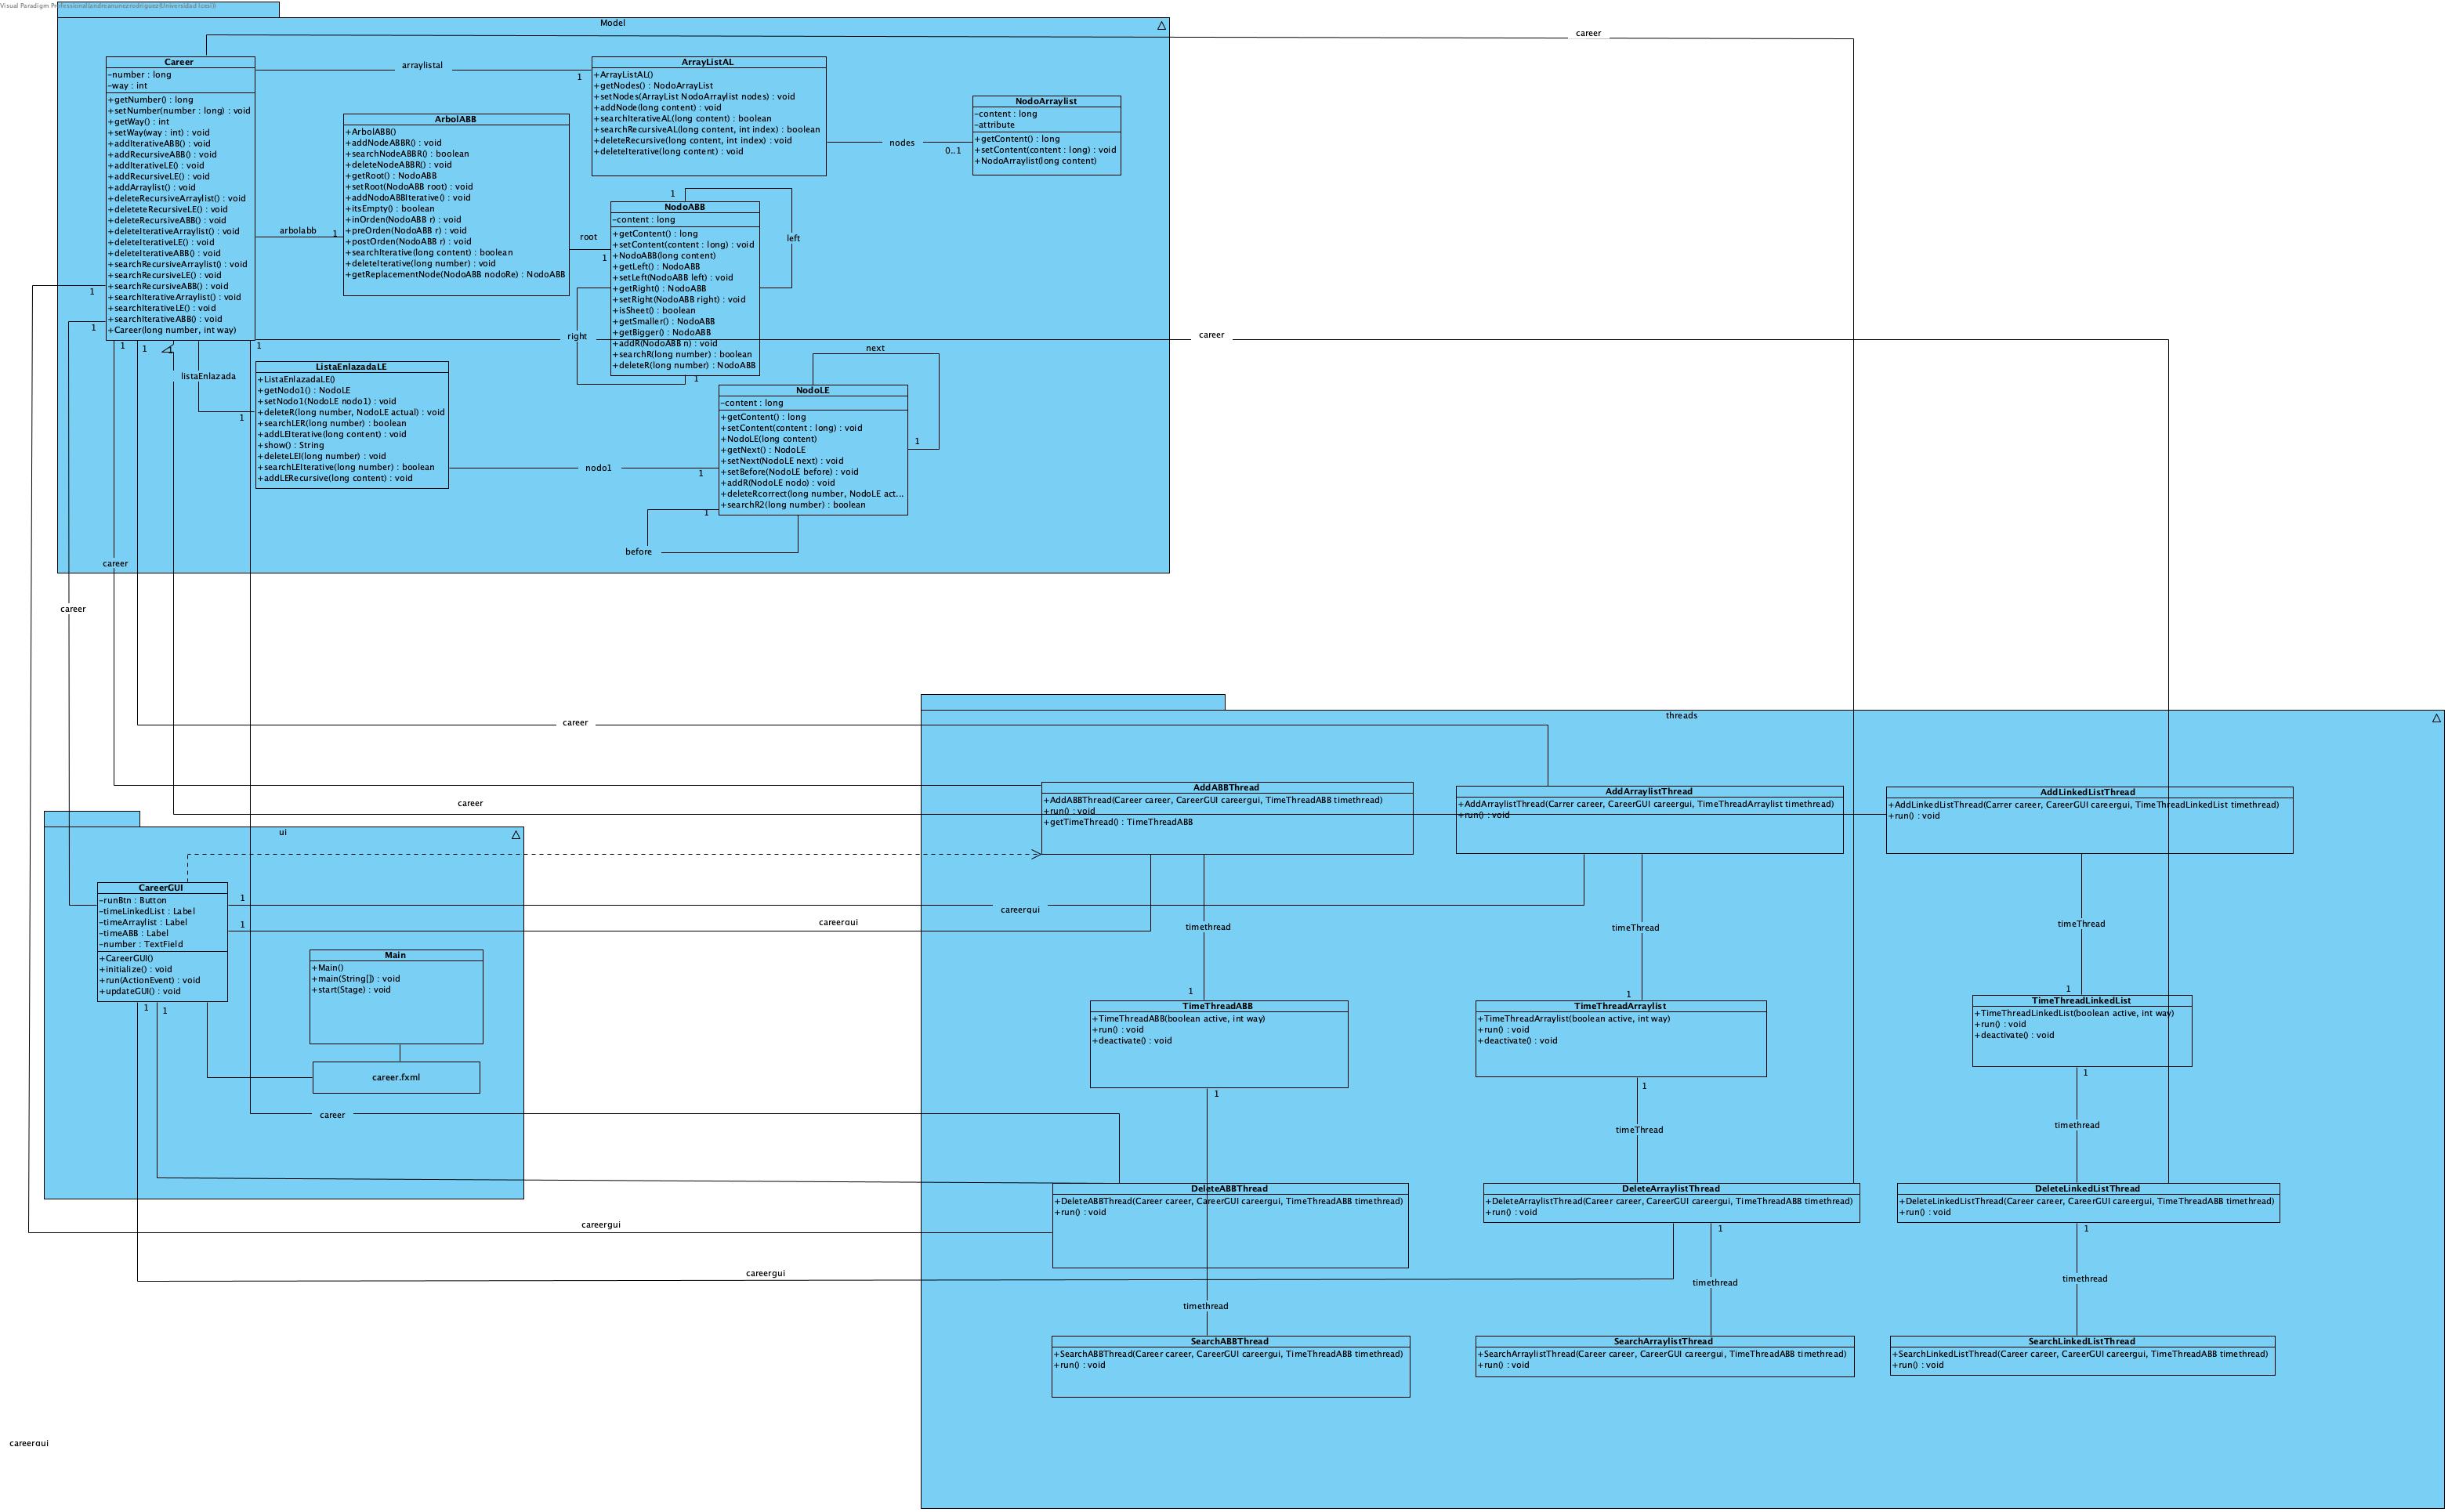 Visual Paradigm Professional(andreanunezrodriguez(Universidad Icesi))
Model
career
Career
-number : long
-way : int
+getNumber() : long
+setNumber(number : long) : void
+getWay() : int
+setWay(way : int) : void
+addIterativeABB() : void
+addRecursiveABB() : void
+addIterativeLE() : void
+addRecursiveLE() : void
+addArraylist() : void
+deleteRecursiveArraylist() : void
+deleteteRecursiveLE() : void
+deleteRecursiveABB() : void
+deleteIterativeArraylist() : void
+deleteIterativeLE() : void
+deleteIterativeABB() : void
+searchRecursiveArraylist() : void
+searchRecursiveLE() : void
+searchRecursiveABB() : void
+searchIterativeArraylist() : void
+searchIterativeLE() : void
+searchIterativeABB() : void
+Career(long number, int way)
arraylistal
1
ArrayListAL
+ArrayListAL()
+getNodes() : NodoArrayList
+setNodes(ArrayList NodoArraylist nodes) : void
+addNode(long content) : void
+searchIterativeAL(long content) : boolean
+searchRecursiveAL(long content, int index) : boolean
+deleteRecursive(long content, int index) : void
+deleteIterative(long content) : void
nodes
0..1
NodoArraylist
-content : long
-attribute
+getContent() : long
+setContent(content : long) : void
+NodoArraylist(long content)
arbolabb
1
ArbolABB
+ArbolABB()
+addNodeABBR() : void
+searchNodeABBR() : boolean
+deleteNodeABBR() : void
+getRoot() : NodoABB
+setRoot(NodoABB root) : void
+addNodoABBIterative() : void
+itsEmpty() : boolean
+inOrden(NodoABB r) : void
+preOrden(NodoABB r) : void
+postOrden(NodoABB r) : void
+searchIterative(long content) : boolean
+deleteIterative(long number) : void
+getReplacementNode(NodoABB nodoRe) : NodoABB
root
1
1
left
NodoABB
-content : long
+getContent() : long
+setContent(content : long) : void
+NodoABB(long content)
+getLeft() : NodoABB
+setLeft(NodoABB left) : void
+getRight() : NodoABB
+setRight(NodoABB right) : void
+isSheet() : boolean
+getSmaller() : NodoABB
+getBigger() : NodoABB
+addR(NodoABB n) : void
+searchR(long number) : boolean
+deleteR(long number) : NodoABB
right
1
career
1
1
1
1
1
1
listaEnlazada
1
ListaEnlazadaLE
+ListaEnlazadaLE()
+getNodo1() : NodoLE
+setNodo1(NodoLE nodo1) : void
+deleteR(long number, NodoLE actual) : void
+searchLER(long number) : boolean
+addLEIterative(long content) : void
+show() : String
+deleteLEI(long number) : void
+searchLEIterative(long number) : boolean
+addLERecursive(long content) : void
nodo1
1
next
1
NodoLE
-content : long
+getContent() : long
+setContent(content : long) : void
+NodoLE(long content)
+getNext() : NodoLE
+setNext(NodoLE next) : void
+setBefore(NodoLE before) : void
+addR(NodoLE nodo) : void
+deleteRcorrect(long number, NodoLE act...
+searchR2(long number) : boolean
1
before
career
career
career
career
threads
AddABBThread
+AddABBThread(Career career, CareerGUI careergui, TimeThreadABB timethread)
+run() : void
+getTimeThread() : TimeThreadABB
AddArraylistThread
+AddArraylistThread(Carrer career, CareerGUI careergui, TimeThreadArraylist timethread)
+run() : void
AddLinkedListThread
+AddLinkedListThread(Carrer career, CareerGUI careergui, TimeThreadLinkedList timethread)
+run() : void
ui
CareerGUI
-runBtn : Button
-timeLinkedList : Label
-timeArraylist : Label
-timeABB : Label
-number : TextField
+CareerGUI()
+initialize() : void
+run(ActionEvent) : void
+updateGUI() : void
1
1
1
1
careergui
careergui
Main
+Main()
+main(String[]) : void
+start(Stage) : void
career.fxml
career
timethread
timeThread
timeThread
1
1
1
TimeThreadABB
+TimeThreadABB(boolean active, int way)
+run() : void
+deactivate() : void
TimeThreadArraylist
+TimeThreadArraylist(boolean active, int way)
+run() : void
+deactivate() : void
TimeThreadLinkedList
+TimeThreadLinkedList(boolean active, int way)
+run() : void
+deactivate() : void
1
1
1
timeThread
timethread
DeleteABBThread
+DeleteABBThread(Career career, CareerGUI careergui, TimeThreadABB timethread)
+run() : void
DeleteArraylistThread
+DeleteArraylistThread(Career career, CareerGUI careergui, TimeThreadABB timethread)
+run() : void
DeleteLinkedListThread
+DeleteLinkedListThread(Career career, CareerGUI careergui, TimeThreadABB timethread)
+run() : void
careergui
careergui
1
1
timethread
timethread
timethread
SearchABBThread
+SearchABBThread(Career career, CareerGUI careergui, TimeThreadABB timethread)
+run() : void
SearchArraylistThread
+SearchArraylistThread(Career career, CareerGUI careergui, TimeThreadABB timethread)
+run() : void
SearchLinkedListThread
+SearchLinkedListThread(Career career, CareerGUI careergui, TimeThreadABB timethread)
+run() : void
careergui